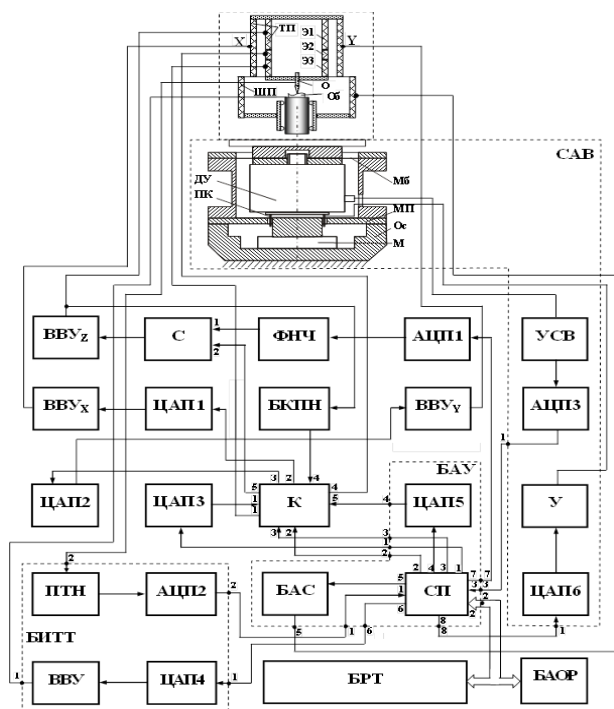 X
ТП
Э1
Y
Э2
Э3
О
ШП
Об
САВ
Мб
ДУ
ПК
МП
Ос
М
ВВУZ
С
1
2
ФНЧ
АЦП1
УСВ
ВВУX
ЦАП1
БКПН
ВВУY
АЦП3
1
БАУ
3
2
4
ЦАП2
ЦАП3
5
1
1
К
4
5
4
ЦАП5
У
3
2
3
1
2
2
ПТН
АЦП2
2
БАС
2
4
3
1
5
1
6
СП
7
7
3
3
2
2
ЦАП6
8
8
1
БИТТ
5
1
6
1
ВВУ
ЦАП4
1
БРТ
БАОР